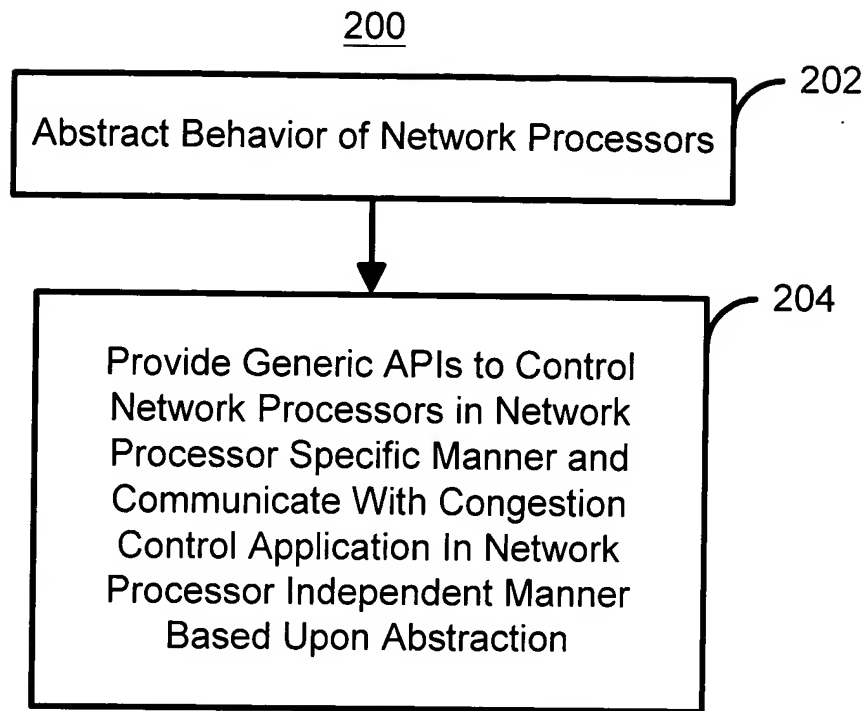 200
202
Abstract Behavior of Network Processors
204
Provide Generic APIs to Control
Network Processors in Network
Processor Specific Manner and
Communicate With Congestion
Control Application In Network
Processor Independent Manner
Based Upon Abstraction